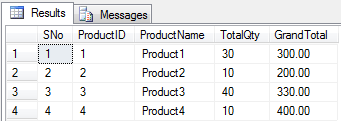 Results Messages
SNo ProductID ProductName TotalQty GrandTotal
1 1 1 Product1 30 300.00
2 2 2 Product2 10 200.00
3 3 3 Product3 40 330.00
4 4 4 Product4 10 400.00